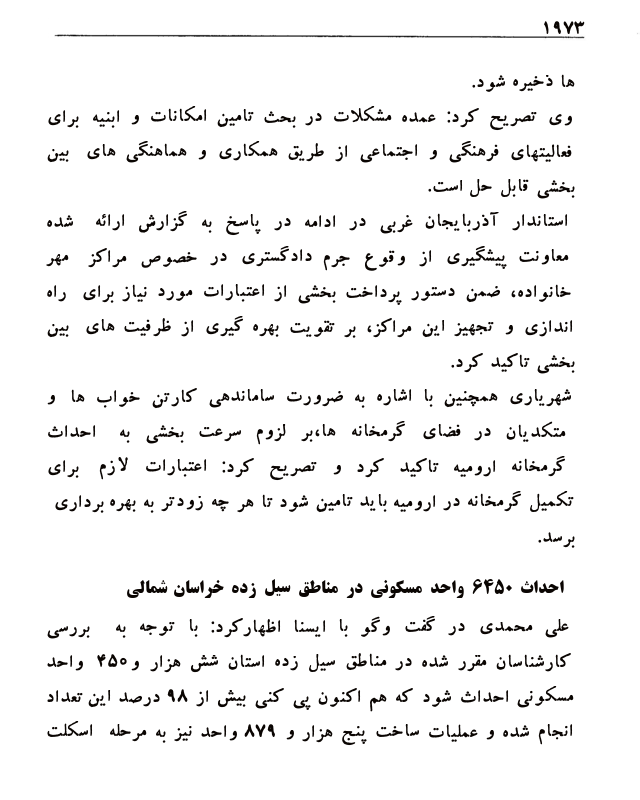 ۱۹۷۳
ها ذخیره شود.
وی تصریح کرد: عمده مشکلات در بحث تامین امکانات و ابنیه برای
فعالیتهای فرهنگی و اجتماعی از طریق همکاری و هماهنگی های بین
بخشی قابل حل است.
استاندار آذربایجان غربی در ادامه در پاسخ به گزارش ارائه شده
معاونت پیشگیری از وقوع جرم دادگستری در خصوص مراکز مهر
خانواده، ضمن دستور پرداخت بخشی از اعتبارات مورد نیاز برای راه
اندازی و تجهیز این مراکز، بر تقویت بهره گیری از ظرفیت های بین
بخشی تاکید کرد.
شهریاری همچنین با اشاره به ضرورت ساماندهی کارتن خواب ها و
متکدیان در فضای گرمخانه ها،بر لزوم سرعت بخشی به احداث
گرمخانه ارومیه تاکید کرد و تصریح کرد: اعتبارات لازم برای
تکمیل گرمخانه در ارومیه باید تامین شود تا هر چه زودتر به بهره برداری
برسد.
احداث ۶۴۵۰ واحد مسکونی در مناطق سیل زده خراسان شمالی
علی محمدی در گفت وگو با ایسنا اظهارکرد: با توجه به بررسی
کارشناسان مقرر شده در مناطق سیل زده استان شش هزار و۴۵۰ واحد
مسکونی احداث شود که هم اکنون پی کنی بیش از ۹۸ درصد این تعداد
انجام شده و عملیات ساخت پنج هزار و ۸۷۹ واحد نیز به مرحله اسکلت